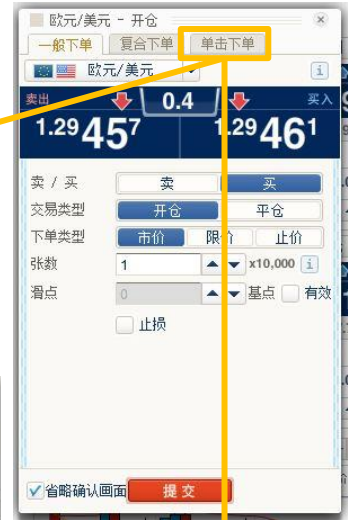 欧元/美元 - 开仓
一般下单 复合下单 单击下单
欧元/美元
卖出 0.4 买入
1.29457 1.29461
卖 / 买 卖 买
交易类型 开仓 平仓
下单类型 市价 限价 止价
张数 1 x10,000 i
滑点 0 基点 有效
止损
省略确认画面 提交